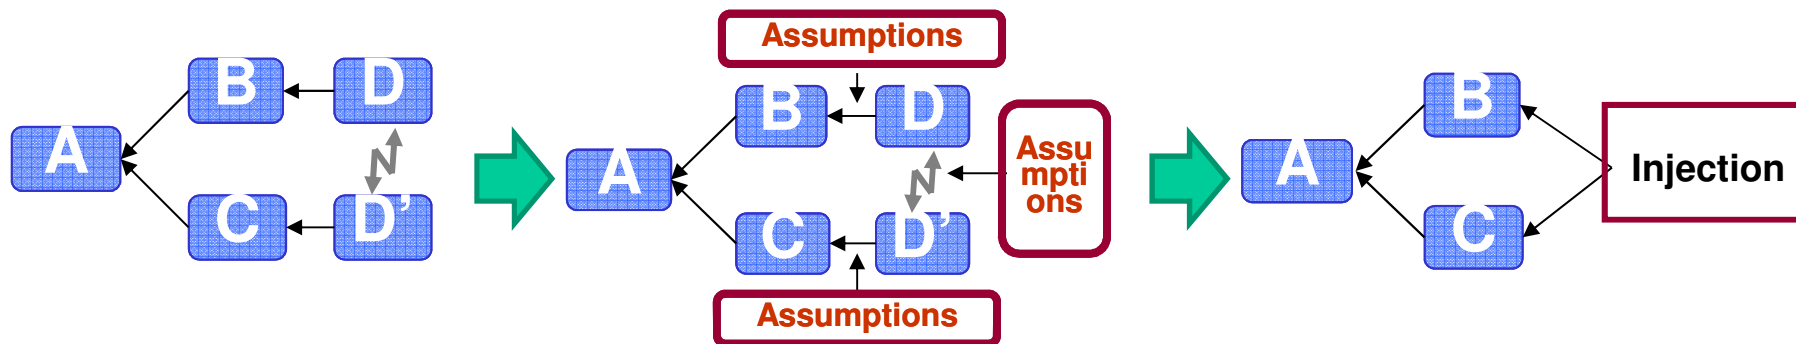 A
B
D
C
D’
Assumptions
A
B
D
C
D’
Assu
mpti
ons
Assumptions
A
B
C
Injection